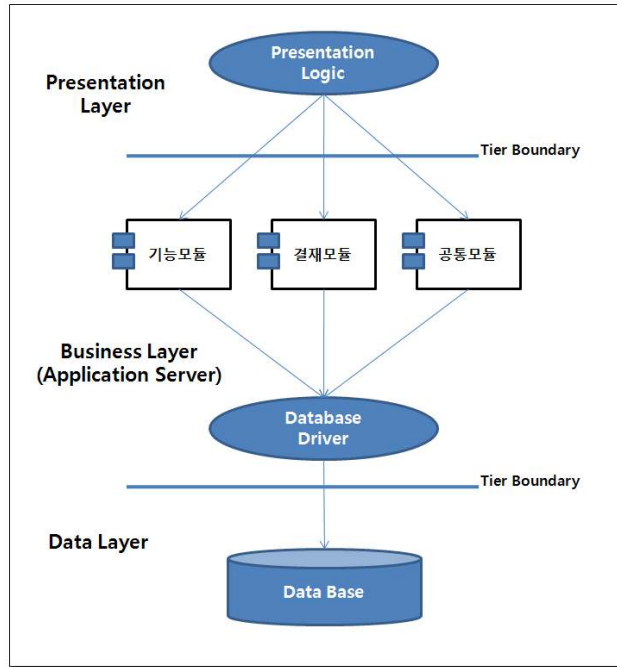 Presentation
Logic
Presentation
Layer
Tier Boundary
기능모듈
결재모듈
공통모듈
Business Layer
(Application Server)
Database
Driver
Tier Boundary
Data Layer
Data Base